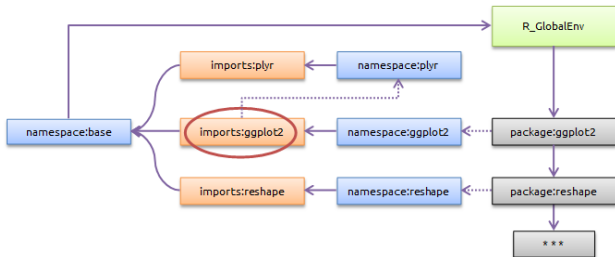 R_GlobalEnv
imports:plyr
namespace:plyr
namespace:base
imports:ggplot2
namespace:ggplot2
package:ggplot2
imports:reshape
namespace:reshape
package:reshape
***